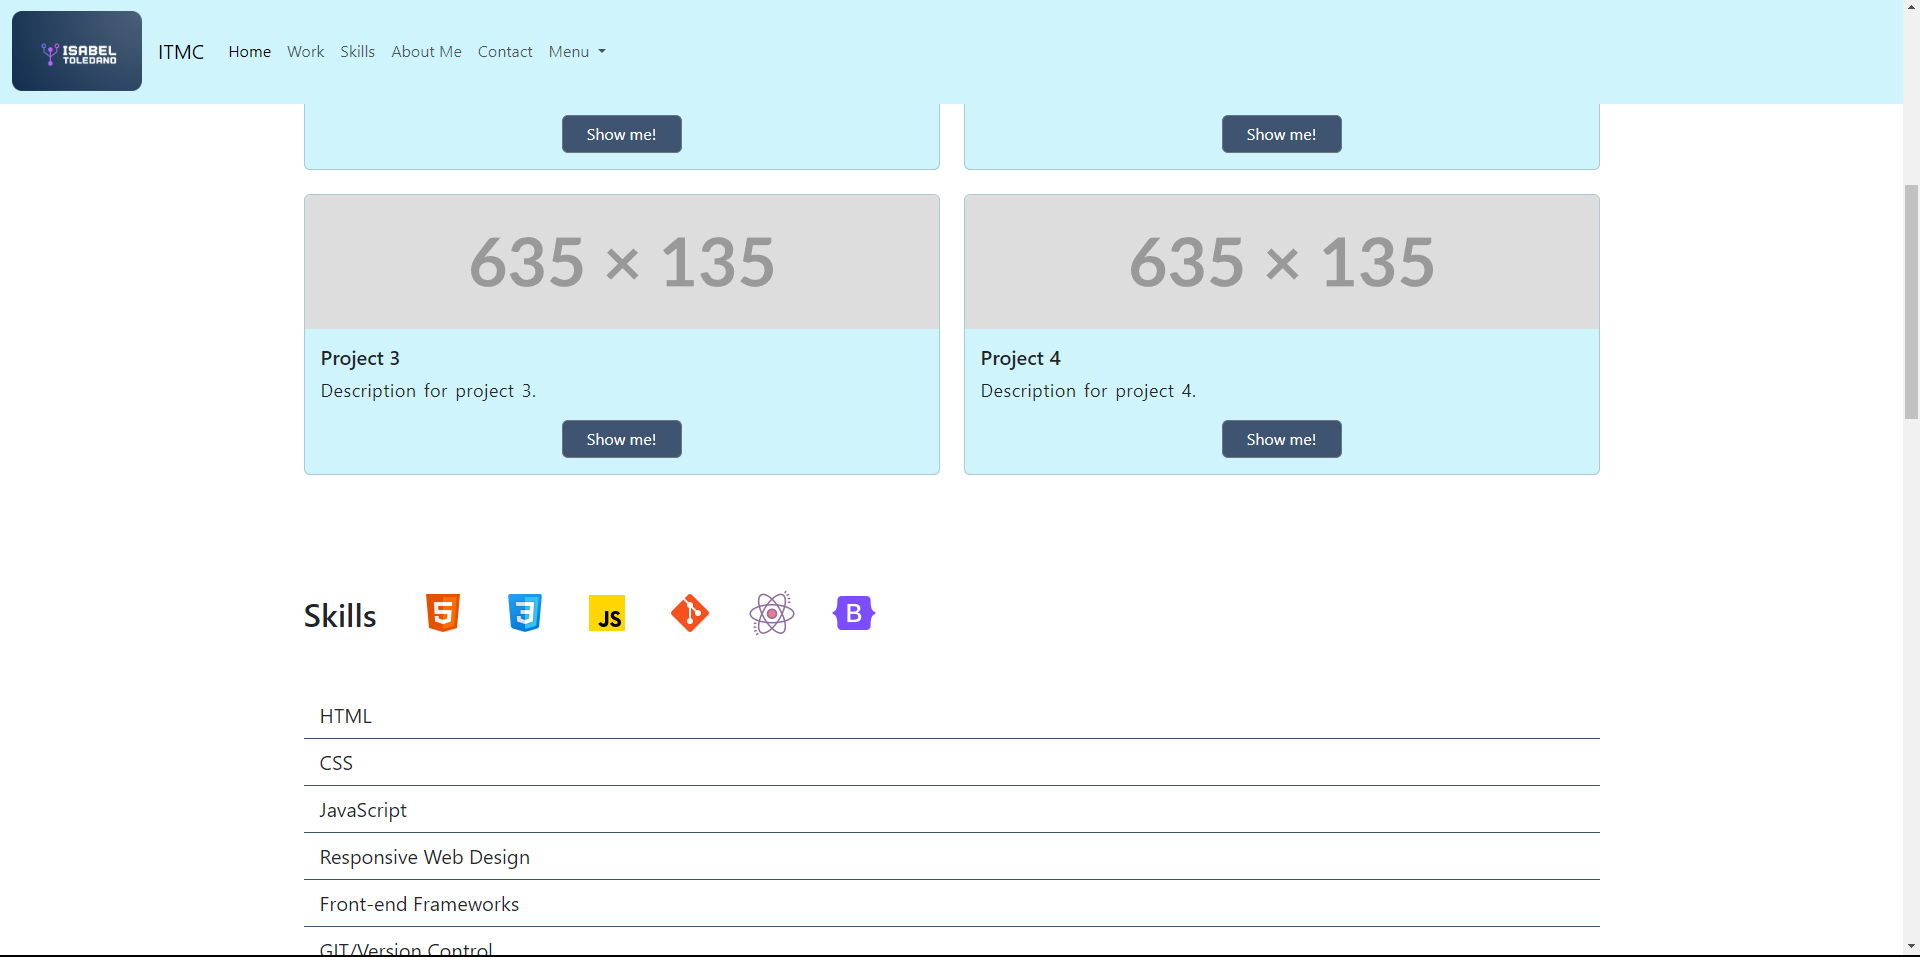 ISABEL
TOLEDANO
ITMC Home Work Skills About Me Contact Menu
Show me! Show me!
635 × 135 635 × 135
Project 3 Project 4
Description for project 3. Description for project 4.
Show me! Show me!
Skills 5 3 JS B
HTML
CSS
JavaScript
Responsive Web Design
Front-end Frameworks
GIT/Version Control